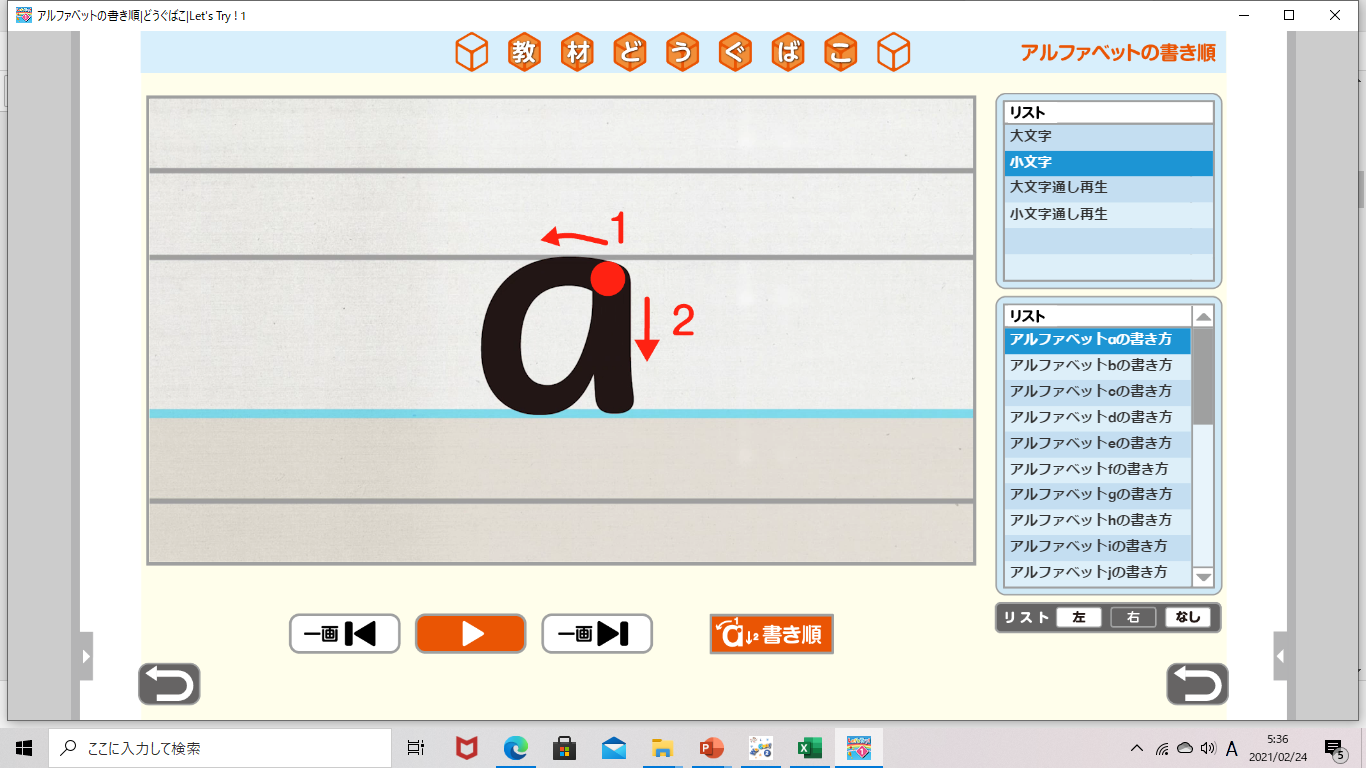 アルファベットの書き順|どうぐばこ|Let's Try ! 1
教材どうぐばこ
アルファベットの書き順
1
a
2
リスト
大文字
小文字
大文字通し再生
小文字通し再生
リスト
アルファベットaの書き方
アルファベットbの書き方
アルファベットcの書き方
アルファベットdの書き方
アルファベットeの書き方
アルファベットfの書き方
アルファベットgの書き方
アルファベットhの書き方
アルファベットiの書き方
アルファベットjの書き方
リスト 左 右 なし
一画
一画
a 1 2 書き順
ここに入力して検索
A
5:36
2021/02/24
5